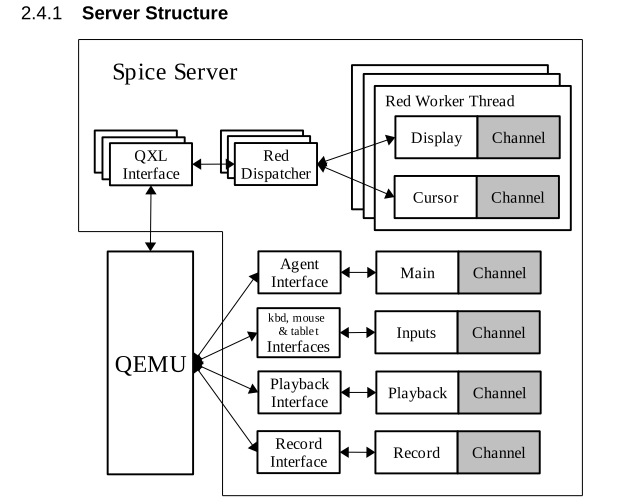 2.4.1 Server Structure
Spice Server
Red Worker Thread
Display Channel
Cursor Channel
QXL
Interface
Red
Dispatcher
QEMU
Agent
Interface
Main Channel
kbd, mouse
& tablet
Interfaces
Inputs Channel
Playback
Interface
Playback Channel
Record
Interface
Record Channel